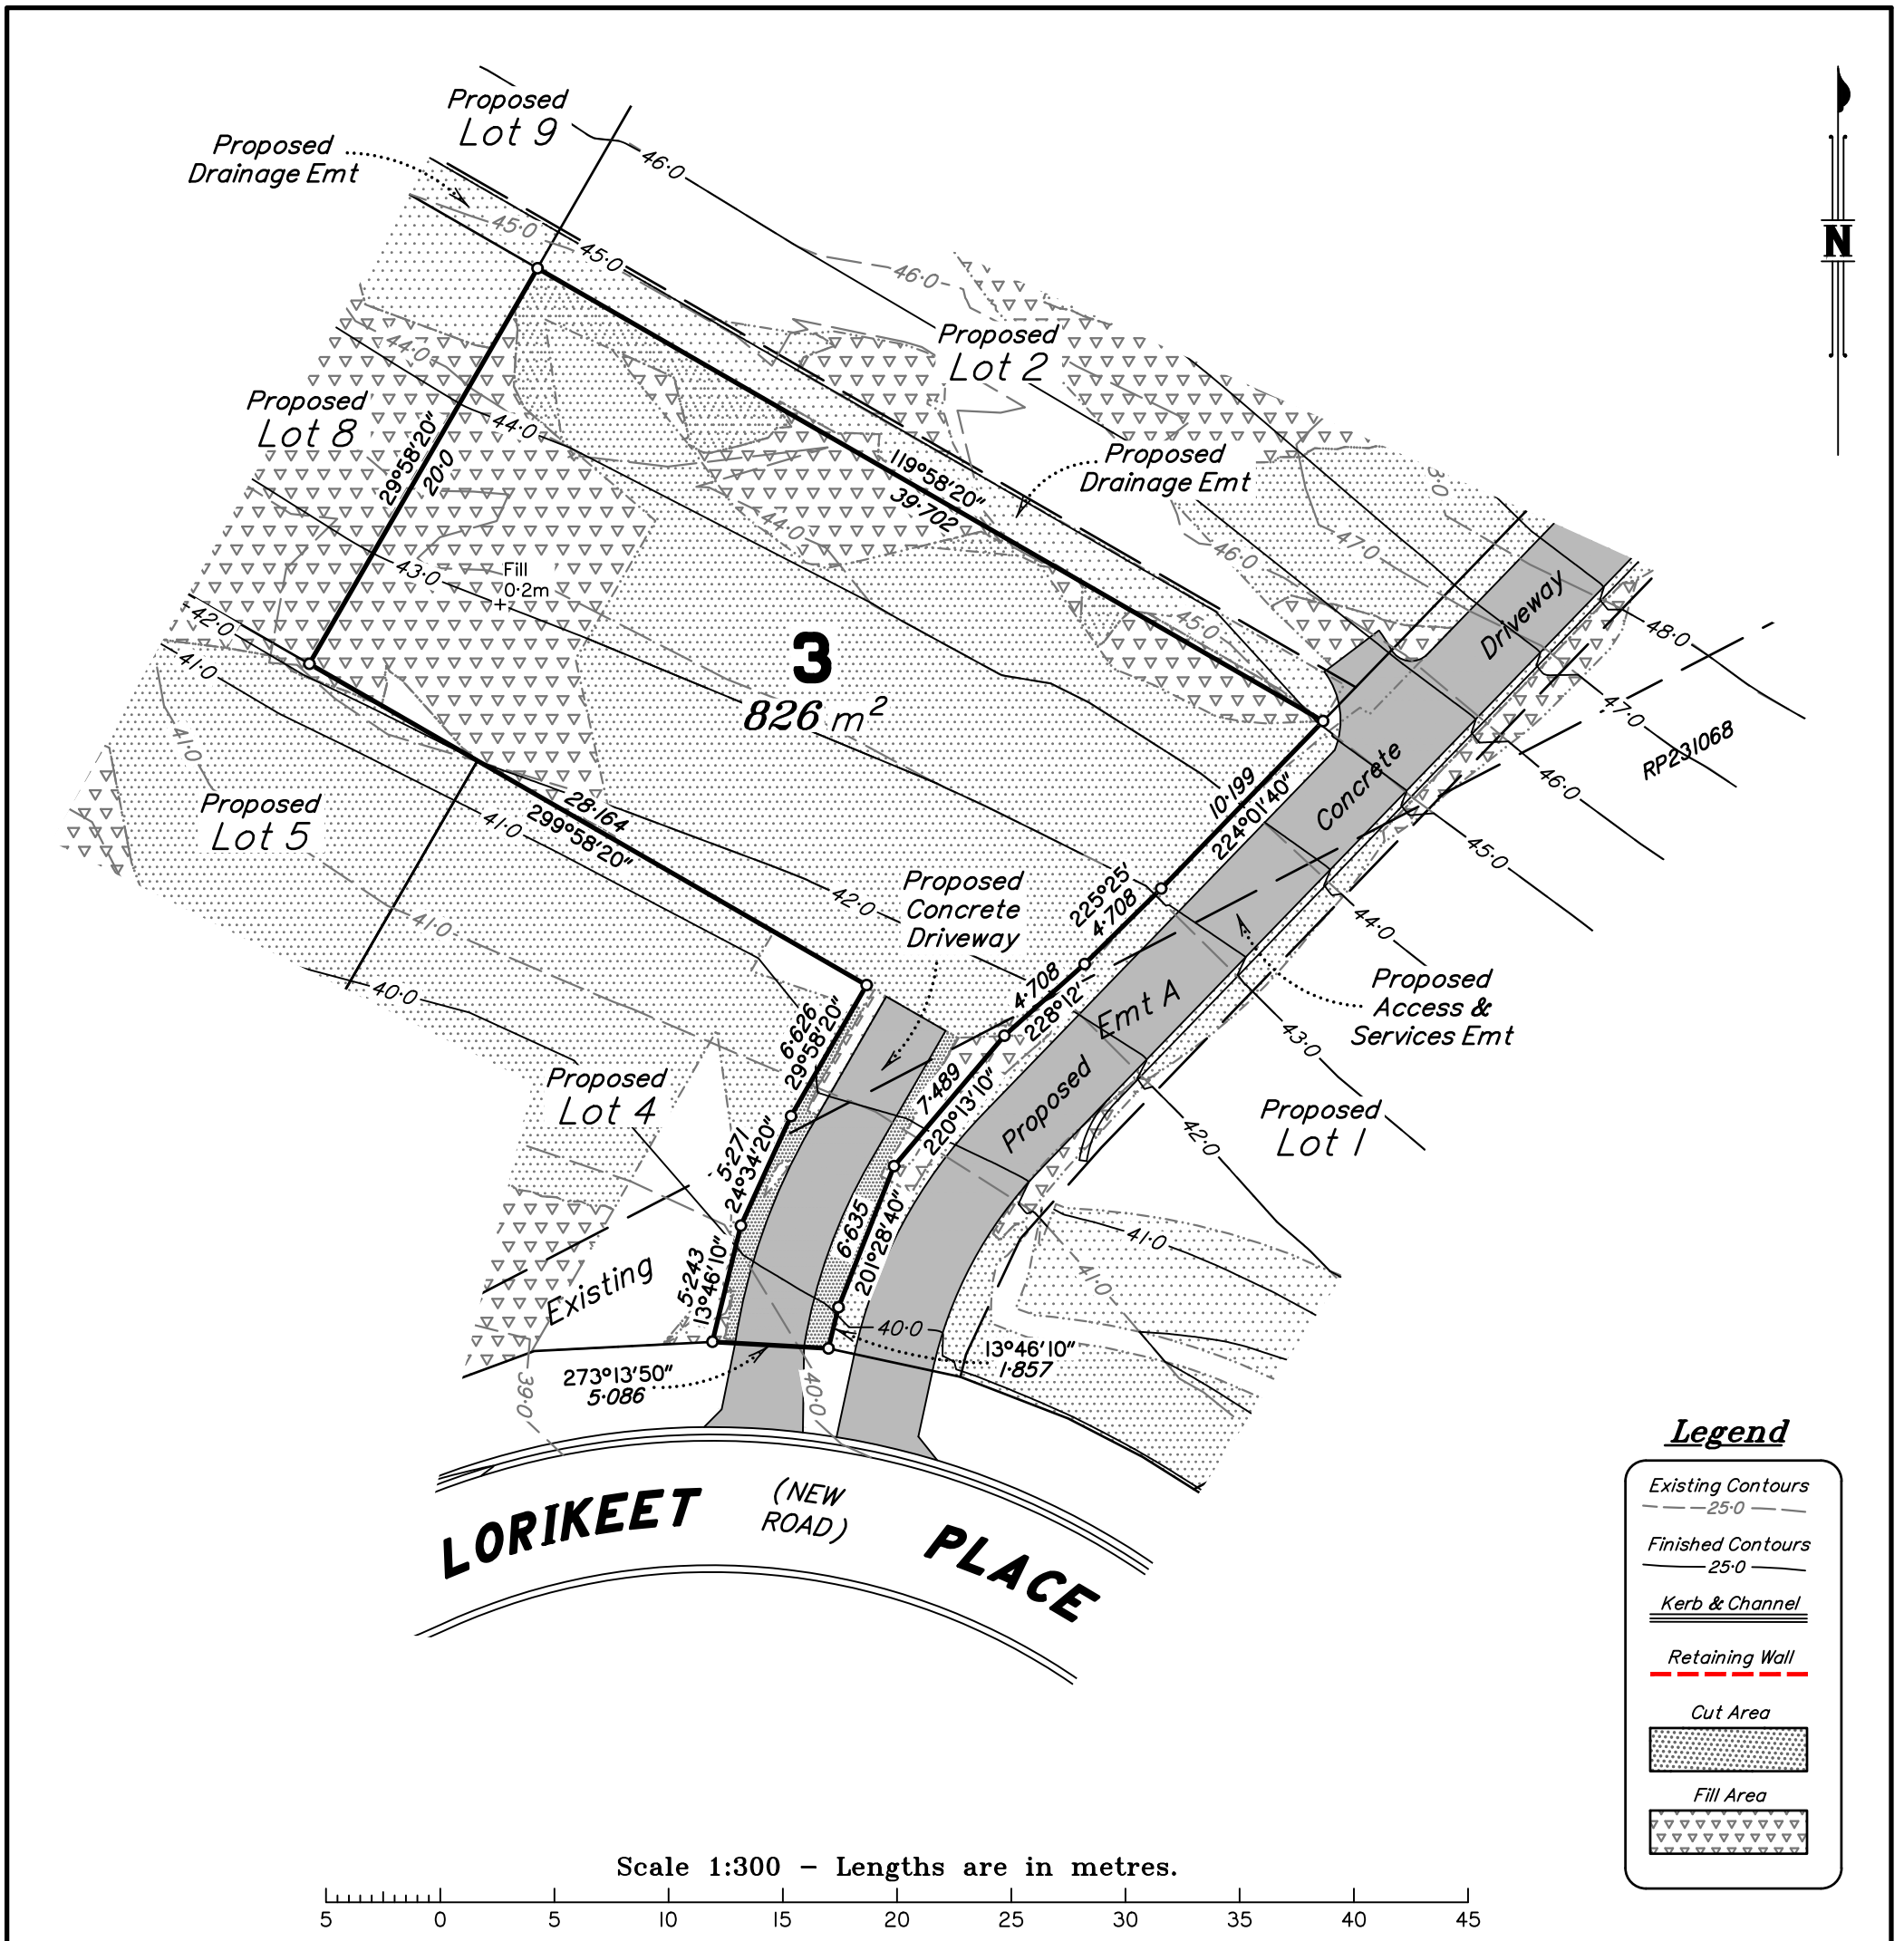 Proposed
Lot 9
Proposed
Drainage Emt
46·0
45·0
45·0
46·0
N
Proposed
Lot 2
44·0
Proposed
Lot 8
44·0
29°58'20"
20·0
119°58'20"
39·702
Proposed
Drainage Emt
44·0
46·0
47·0
43·0
Fill
0·2m
42·0
41·0
3
826 m²
45·0
Driveway
48·0
47·0
RP231068
46·0
41·0
Proposed
Lot 5
28·164
299°58'20"
41·0
10·199
224°01'40"
Concrete
45·0
Proposed
Concrete
Driveway
42·0
225°25'
4·708
41·0
44·0
40·0
4·708
228°12'
Emt A
Proposed
Access &
Services Emt
43·0
6·626
29°58'20"
Proposed
Lot 4
7·489
220°13'10"
Proposed
Proposed
Lot 1
42·0
5·271
24°34'20"
6·635
201°28'40"
41·0
41·0
Existing
5·243
13°46'10"
40·0
13°46'10"
1·857
273°13'50"
5·086
39·0
40·0
LORIKEET
(NEW
ROAD)
PLACE
Legend
Existing Contours
25·0
Finished Contours
25·0
Kerb & Channel
Retaining Wall
Cut Area
Fill Area
Scale 1:300 – Lengths are in metres.
5 0 5 10 15 20 25 30 35 40 45